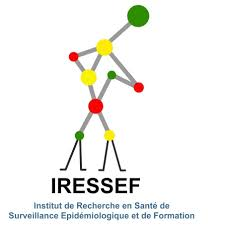 IRESSEF
Institut de Recherche en Santé de
Surveillance Epidémiologique et de Formation